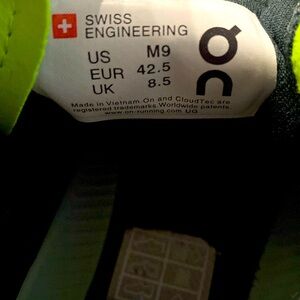 SWISS
ENGINEERING
US M9
EUR 42.5
UK 8.5
Made in Vietnam On and CloudTec are
registered trademarks Worldwide patents
www.on-running.com UG